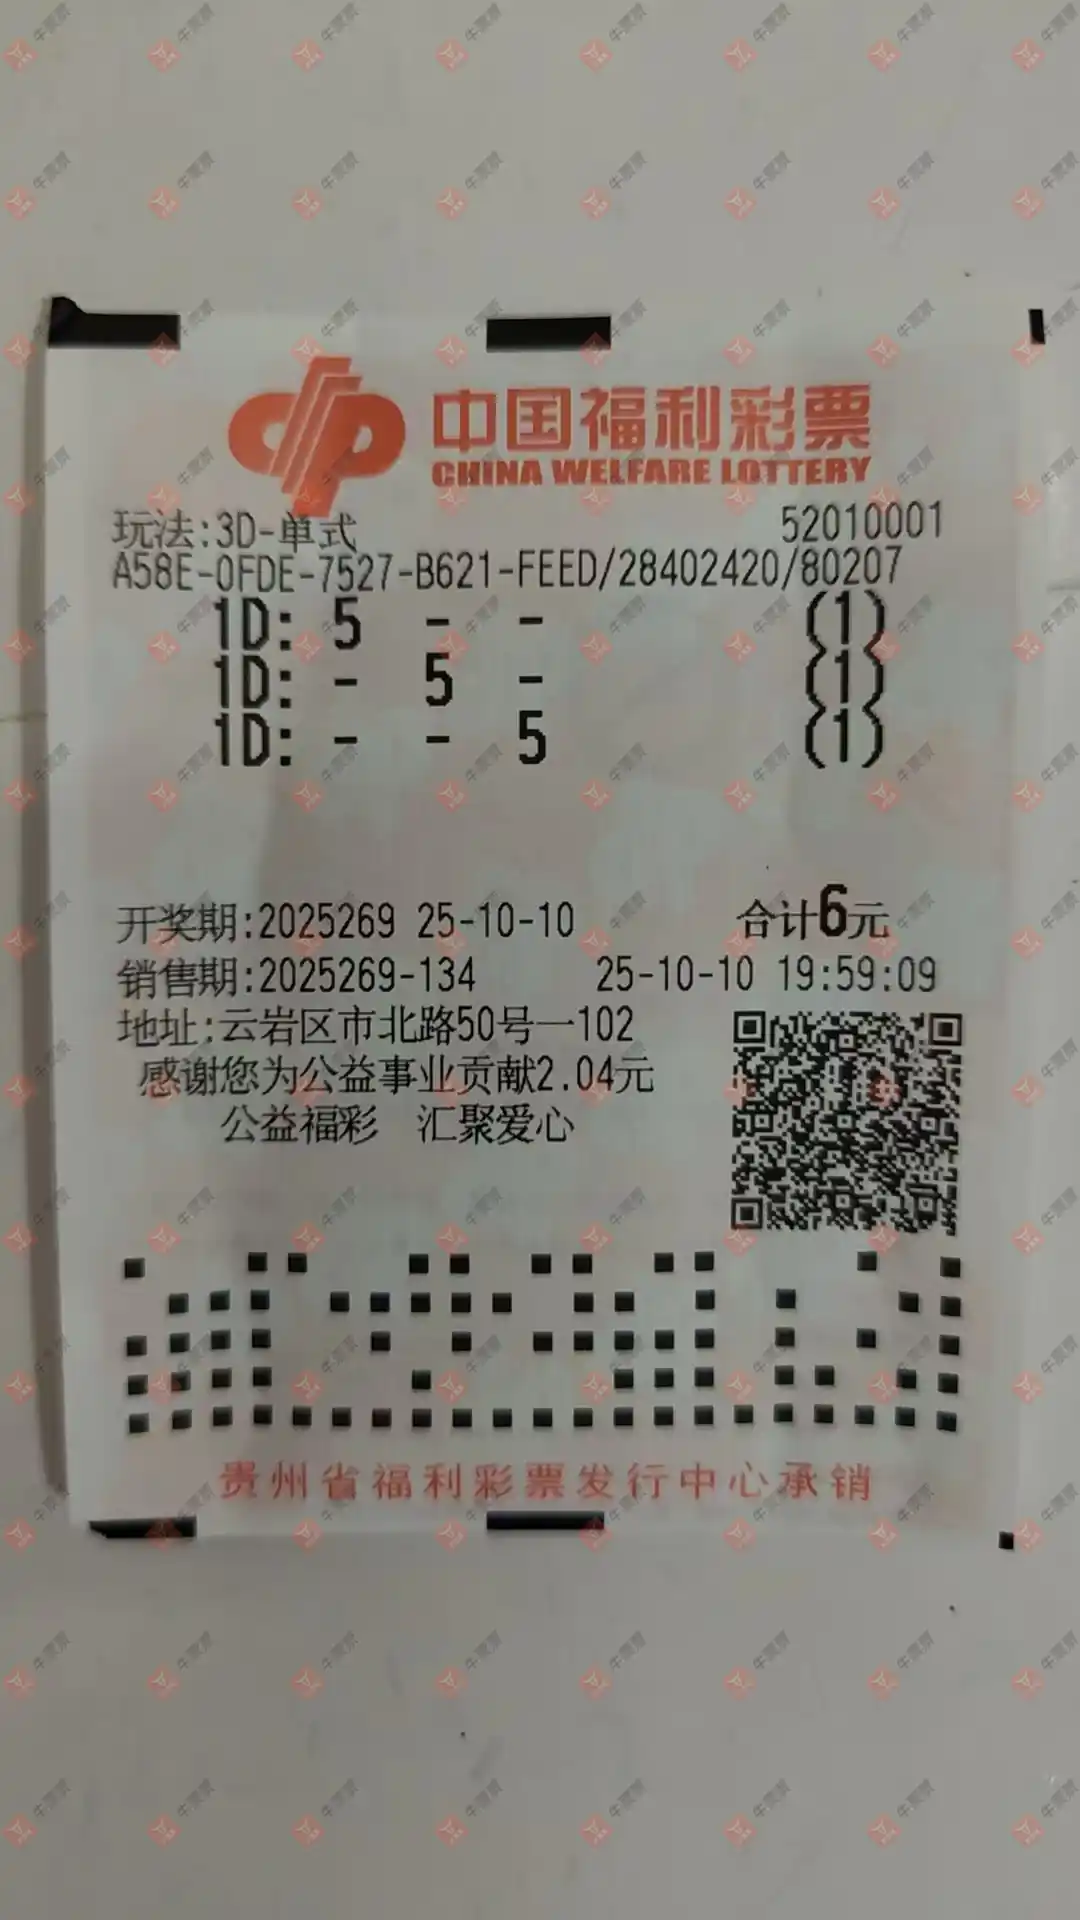 中国福利彩票
CHINA WELFARE LOTTERY
玩法:3D-单式 52010001
A58E-0FDE-7527-B621-FEED/28402420/80207
1D: 5 - - (1)
1D: - 5 - (1)
1D: - - 5 (1)
开奖期:2025269 25-10-10 合计6元
销售期:2025269-134 25-10-10 19:59:09
地址:云岩区市北路50号一102
感谢您为公益事业贡献2.04元
公益福彩 汇聚爱心
贵州省福利彩票发行中心承销